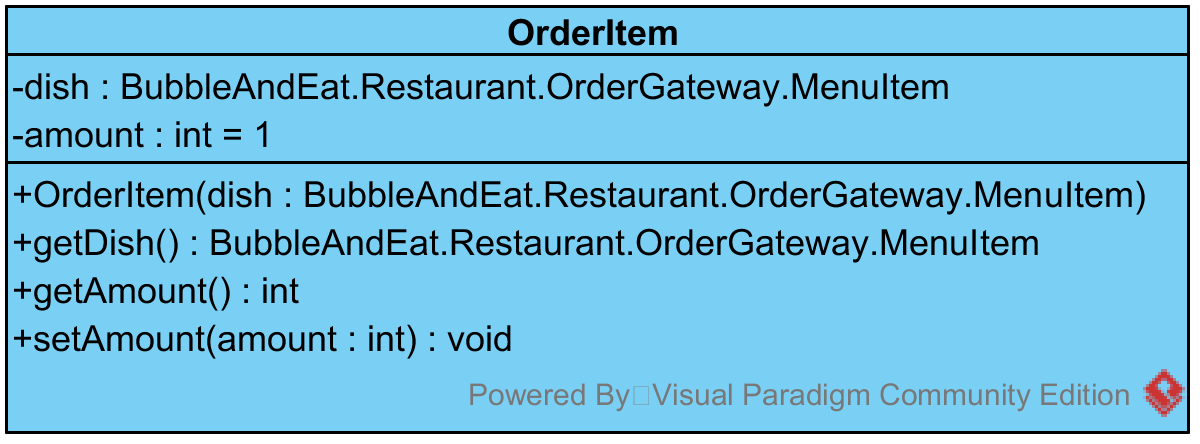 OrderItem
-dish : BubbleAndEat.Restaurant.OrderGateway.MenuItem
-amount : int = 1
+OrderItem(dish : BubbleAndEat.Restaurant.OrderGateway.MenuItem)
+getDish() : BubbleAndEat.Restaurant.OrderGateway.MenuItem
+getAmount() : int
+setAmount(amount : int) : void
Powered By Visual Paradigm Community Edition